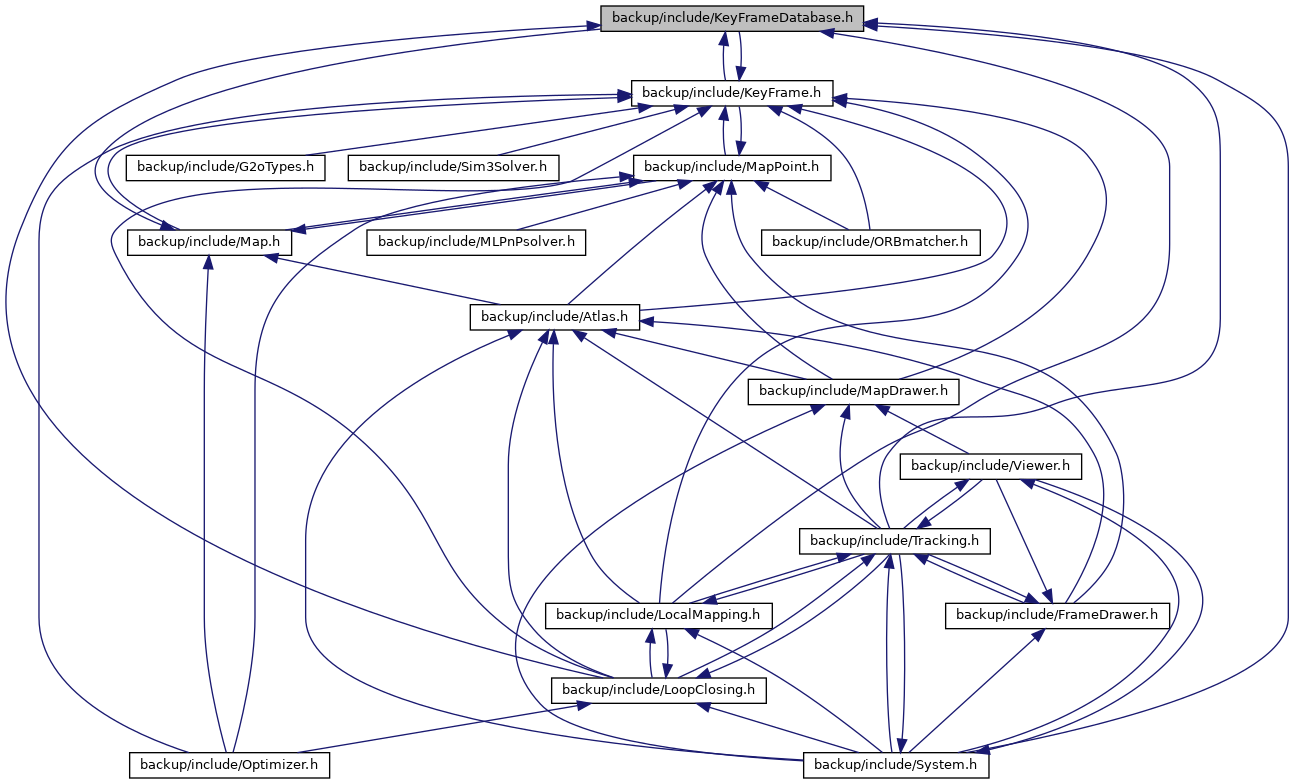 backup/include/KeyFrameDatabase.h
backup/include/KeyFrame.h
backup/include/G2oTypes.h
backup/include/Sim3Solver.h
backup/include/MapPoint.h
backup/include/Map.h
backup/include/MLPnPsolver.h
backup/include/ORBmatcher.h
backup/include/Atlas.h
backup/include/MapDrawer.h
backup/include/Viewer.h
backup/include/Tracking.h
backup/include/LocalMapping.h
backup/include/FrameDrawer.h
backup/include/LoopClosing.h
backup/include/Optimizer.h
backup/include/System.h